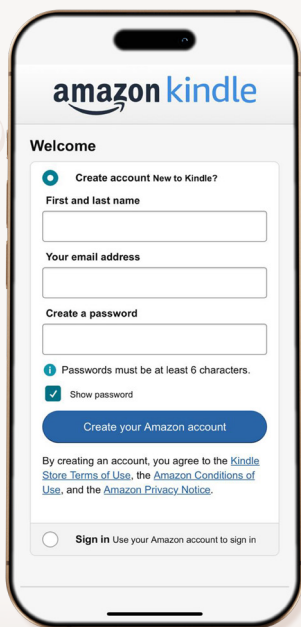 amazon kindle
Welcome
Create account New to Kindle?
First and last name
Your email address
Create a password
i Passwords must be at least 6 characters.
Show password
Create your Amazon account
By creating an account, you agree to the Kindle
Store Terms of Use, the Amazon Conditions of
Use, and the Amazon Privacy Notice.
Sign in Use your Amazon account to sign in